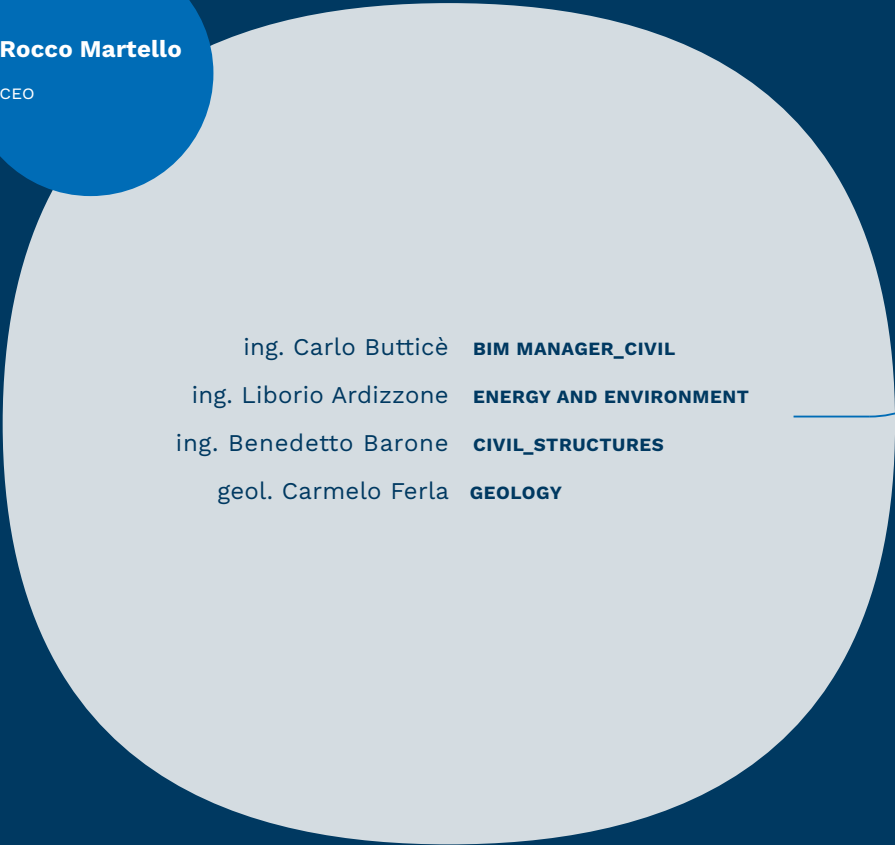 Rocco Martello
CEO
ing. Carlo Butticè BIM MANAGER_CIVIL
ing. Liborio Ardizzone ENERGY AND ENVIRONMENT
ing. Benedetto Barone CIVIL_STRUCTURES
geol. Carmelo Ferla GEOLOGY